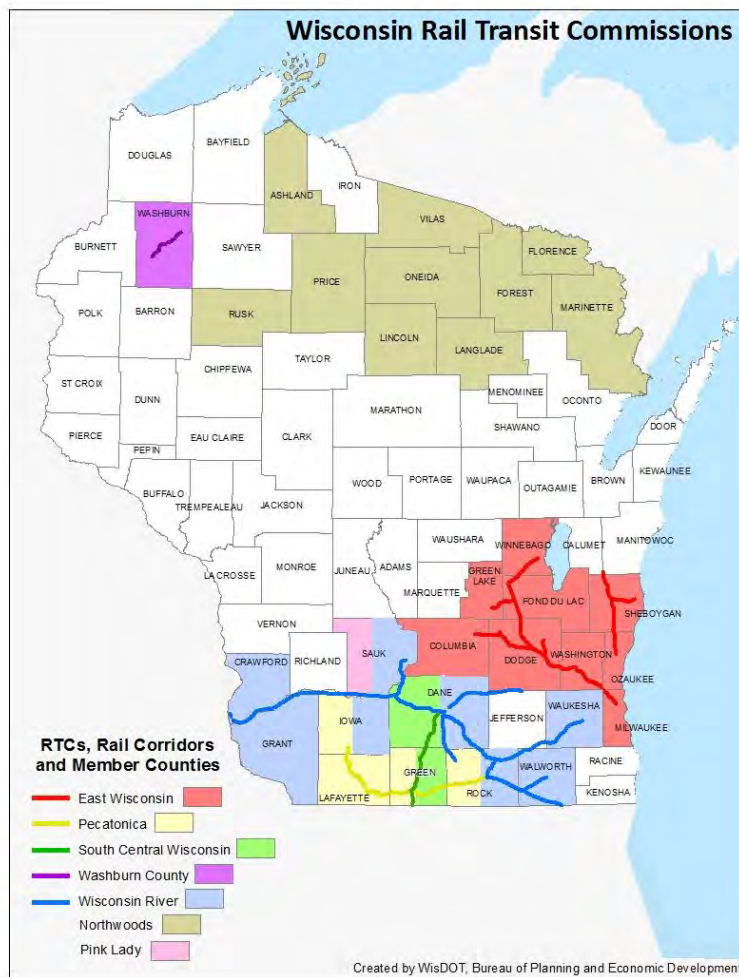 Wisconsin Rail Transit Commissions
DOUGLAS
BAYFIELD
ASHLAND
IRON
VILAS
WASHBURN
BURNETT
SAWYER
FLORENCE
ONEIDA
PRICE
FOREST
MARINETTE
POLK
BARRON
RUSK
LINCOLN
LANGLADE
TAYLOR
CHIPPEWA
ST CROIX
DUNN
MENOMINEE
OCONTO
MARATHON
PIERCE
PEPIN
EAU CLAIRE
CLARK
SHAWANO
DOOR
BUFFALO
TREMPEALEAU
JACKSON
WOOD
PORTAGE
WAUPACA
OUTAGAMIE
BROWN
KEWAUNEE
LA CROSSE
MONROE
JUNEAU
ADAMS
WAUSHARA
WINNEBAGO
CALUMET
MANITOWOC
MARQUETTE
GREEN
LAKE
FOND DU LAC
SHEBOYGAN
VERNON
RICHLAND
SAUK
COLUMBIA
DODGE
WASHINGTON
OZAUKEE
CRAWFORD
DANE
JEFFERSON
WAUKESHA
MILWAUKEE
GRANT
IOWA
LAFAYETTE
GREEN
ROCK
WALWORTH
RACINE
KENOSHA
RTCs, Rail Corridors
and Member Counties
East Wisconsin
Pecatonica
South Central Wisconsin
Washburn County
Wisconsin River
Northwoods
Pink Lady
Created by WisDOT, Bureau of Planning and Economic Development